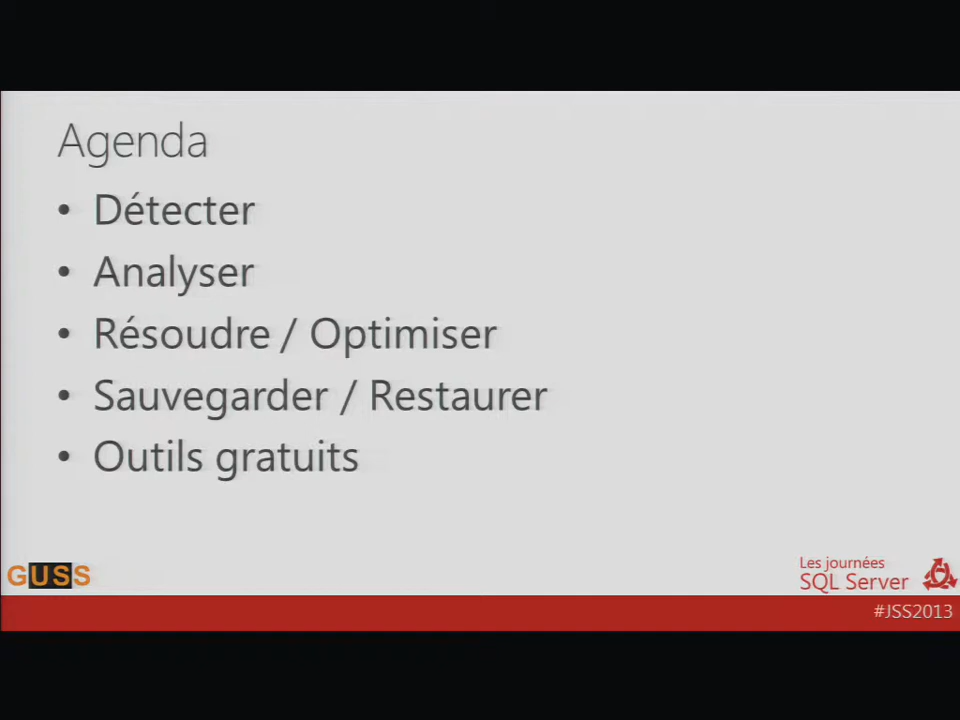 Agenda
• Détecter
• Analyser
• Résoudre / Optimiser
• Sauvegarder / Restaurer
• Outils gratuits
GUSS
Les journées
SQL Server
#JSS2013